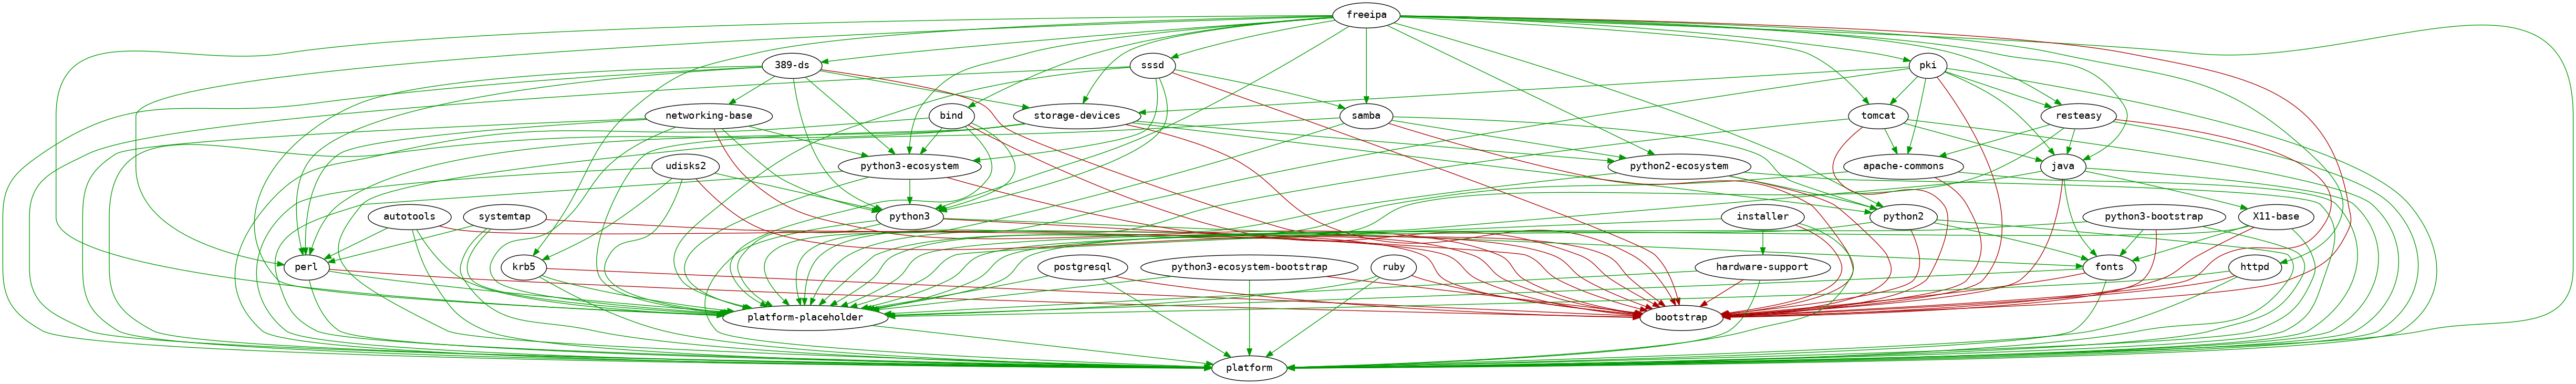 freeipa
389-ds
sssd
pki
networking-base
bind
storage-devices
samba
tomcat
resteasy
udisks2
python3-ecosystem
python2-ecosystem
apache-commons
java
autotools
systemtap
python3
installer
python2
python3-bootstrap
X11-base
perl
krb5
postgresql
python3-ecosystem-bootstrap
ruby
hardware-support
fonts
httpd
platform-placeholder
bootstrap
platform